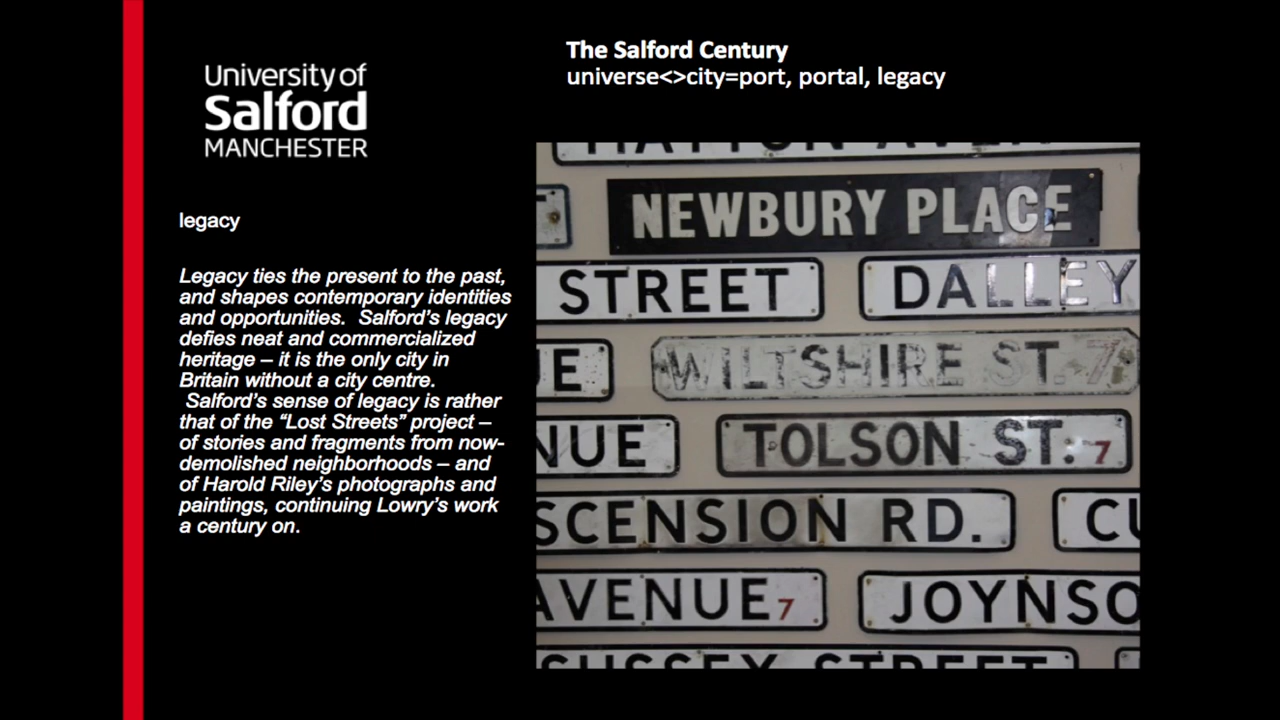 University of
Salford
MANCHESTER
The Salford Century
universe<>city=port, portal, legacy
legacy
Legacy ties the present to the past,
and shapes contemporary identities
and opportunities.  Salford’s legacy
defies neat and commercialized
heritage – it is the only city in
Britain without a city centre.
Salford’s sense of legacy is rather
that of the “Lost Streets” project –
of stories and fragments from now-
demolished neighborhoods – and
of Harold Riley’s photographs and
paintings, continuing Lowry’s work
a century on.
NEWBURY PLACE
STREET
DALLEY
WILTSHIRE ST. 7
TOLSON ST. 7
SCENSION RD.
AVENUE 7
JOYNSO
STREET